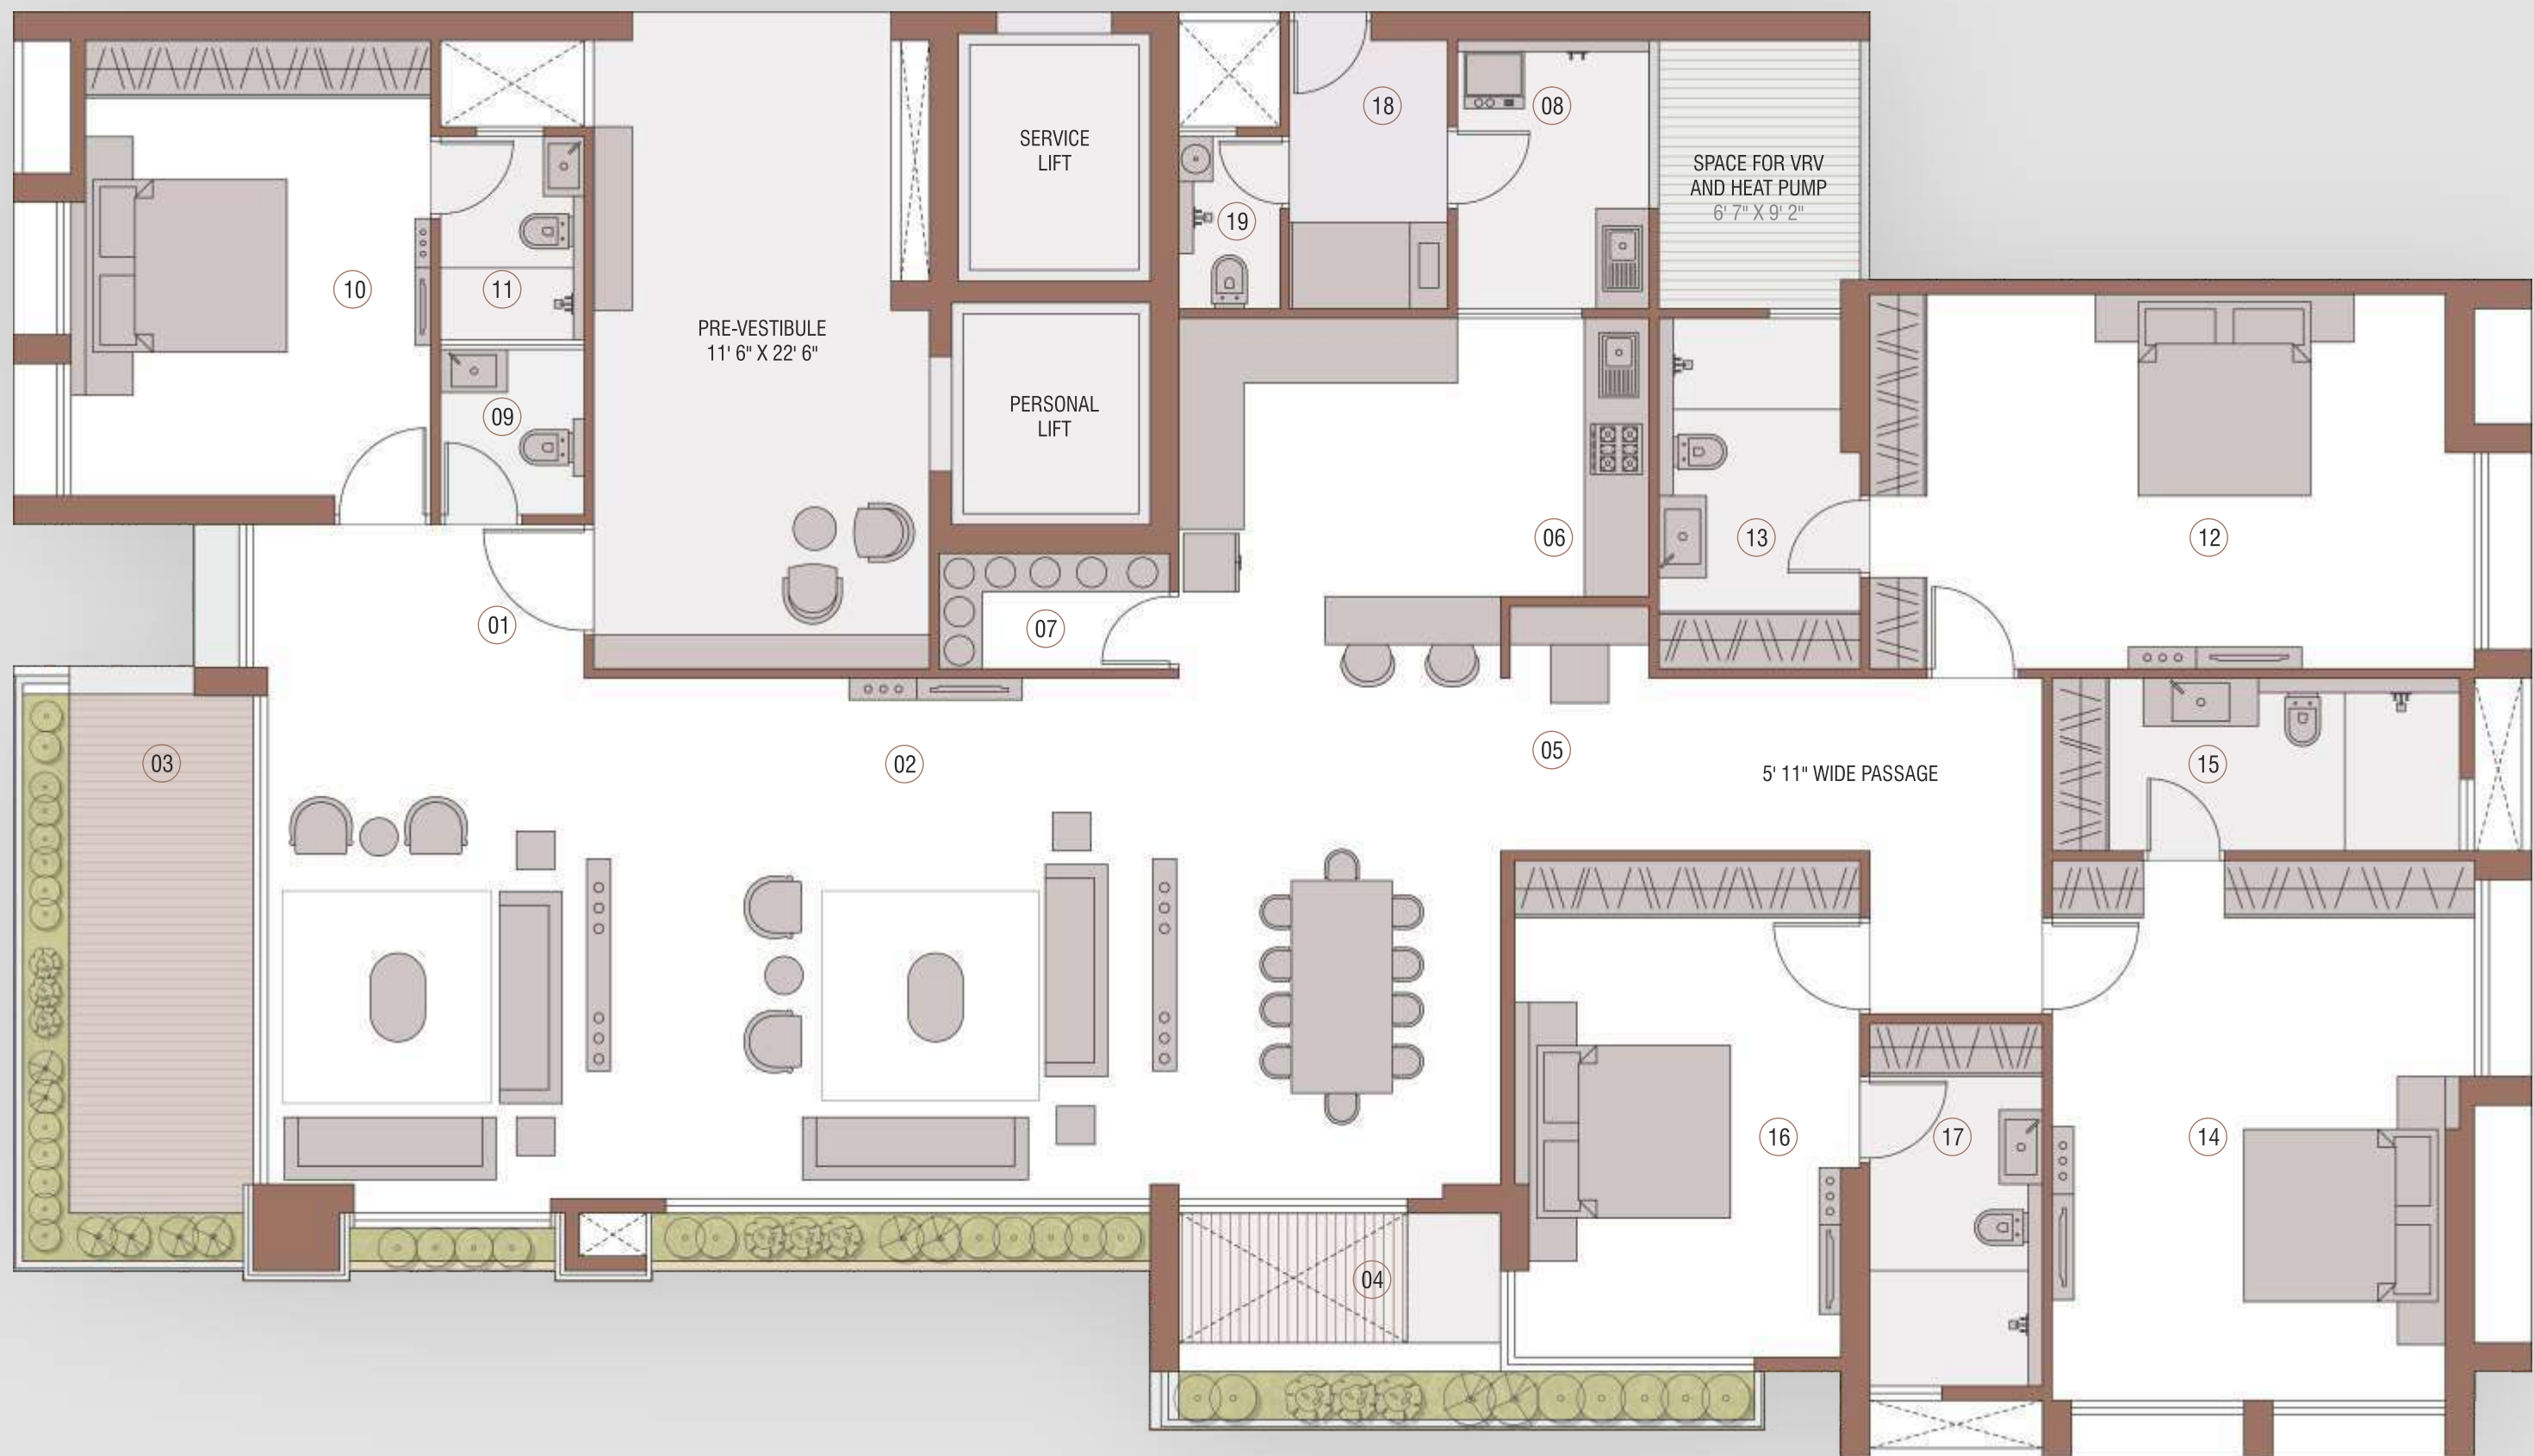 18
08
SERVICE
LIFT
SPACE FOR VRV
AND HEAT PUMP
6' 7" X 9' 2"
19
10
11
PRE-VESTIBULE
11' 6" X 22' 6"
PERSONAL
LIFT
09
06
13
12
01
07
03
02
05
5' 11" WIDE PASSAGE
15
16
17
14
04